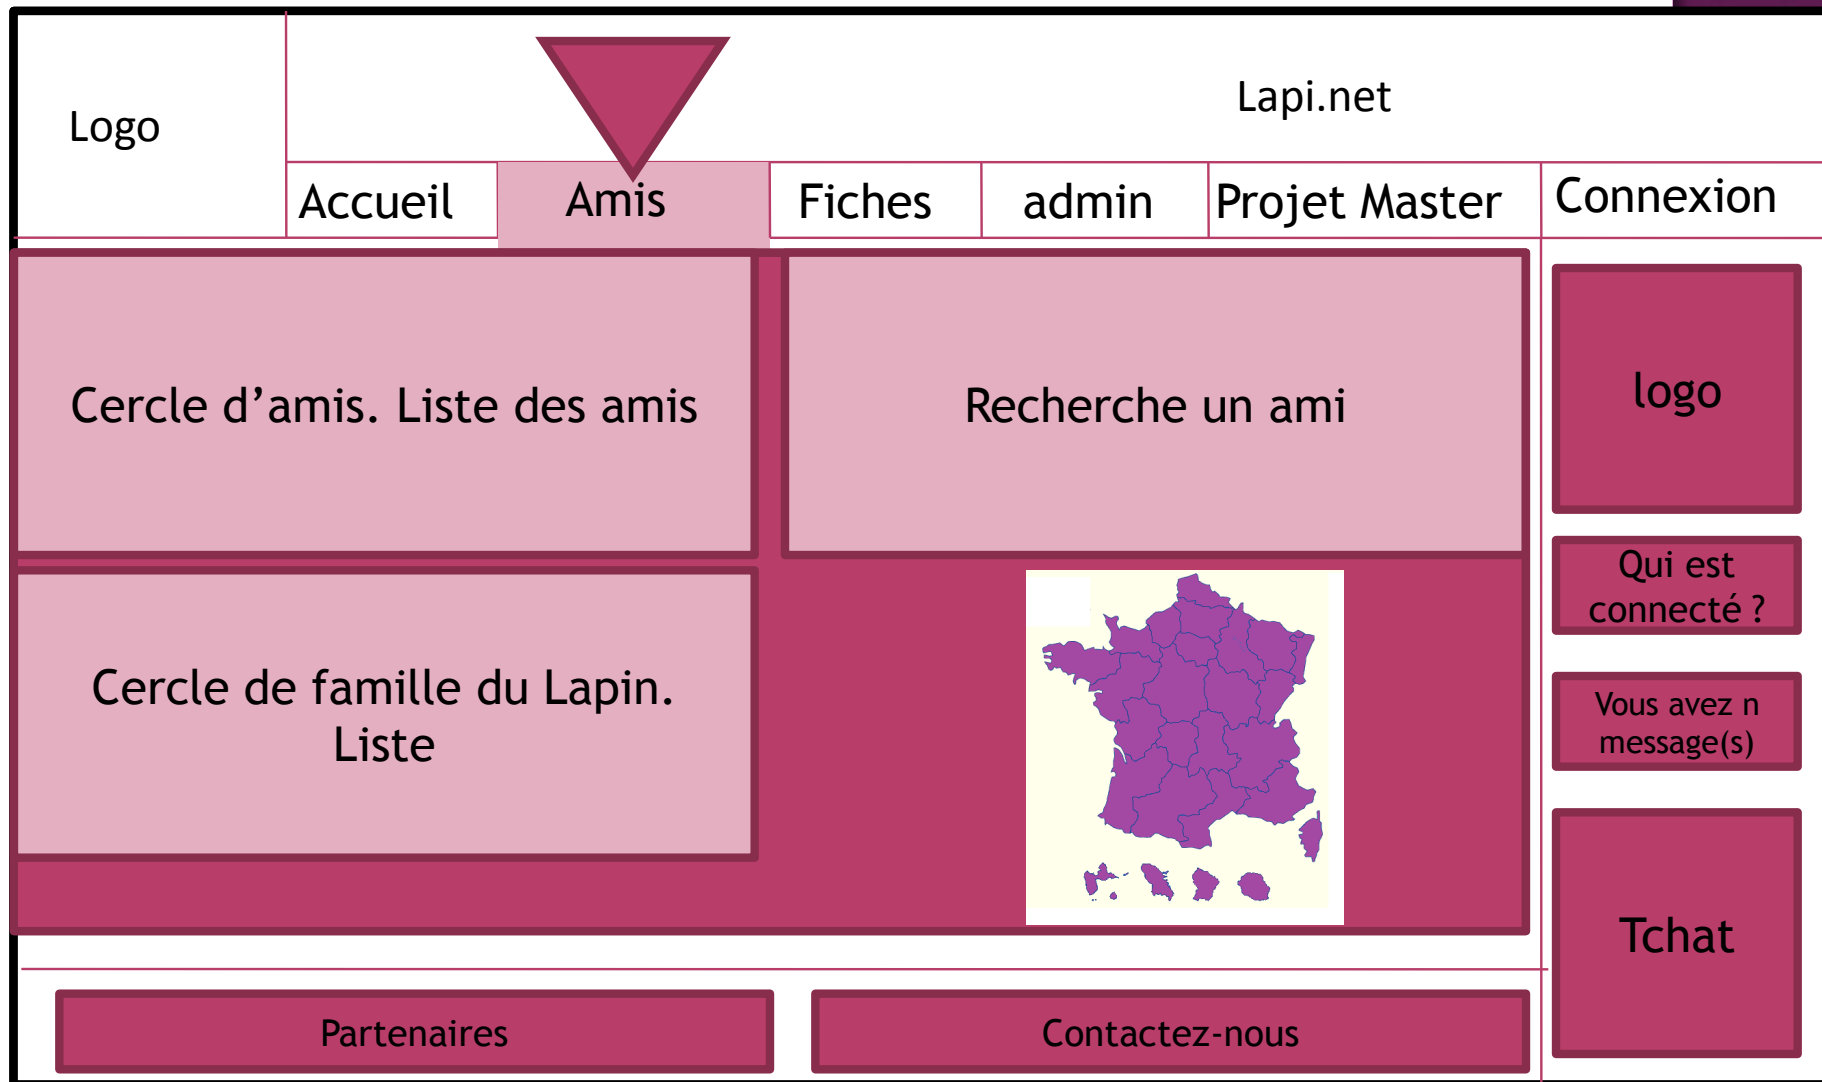 Logo
Lapi.net
Accueil
Amis
Fiches
admin
Projet Master
Connexion
Cercle d’amis. Liste des amis
Recherche un ami
logo
Qui est
connecté ?
Cercle de famille du Lapin.
Liste
Vous avez n
message(s)
Tchat
Partenaires
Contactez-nous